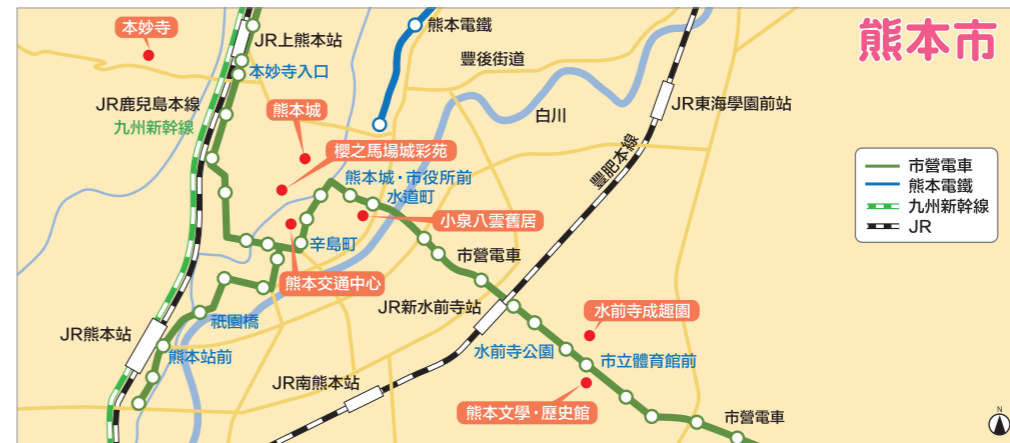 熊本市
本妙寺
JR上熊本站
熊本電鐵
本妙寺入口
豐後街道
JR鹿兒島本線
九州新幹線
熊本城
白川
JR東海學園前站
櫻之馬場城彩苑
豐肥本線
熊本城・市役所前
水道町
小泉八雲舊居
市營電車
熊本電鐵
九州新幹線
JR
辛島町
市營電車
熊本交通中心
JR新水前寺站
水前寺成趣園
祇園橋
JR熊本站
熊本站前
水前寺公園
市立體育館前
JR南熊本站
熊本文學・歷史館
市營電車
N